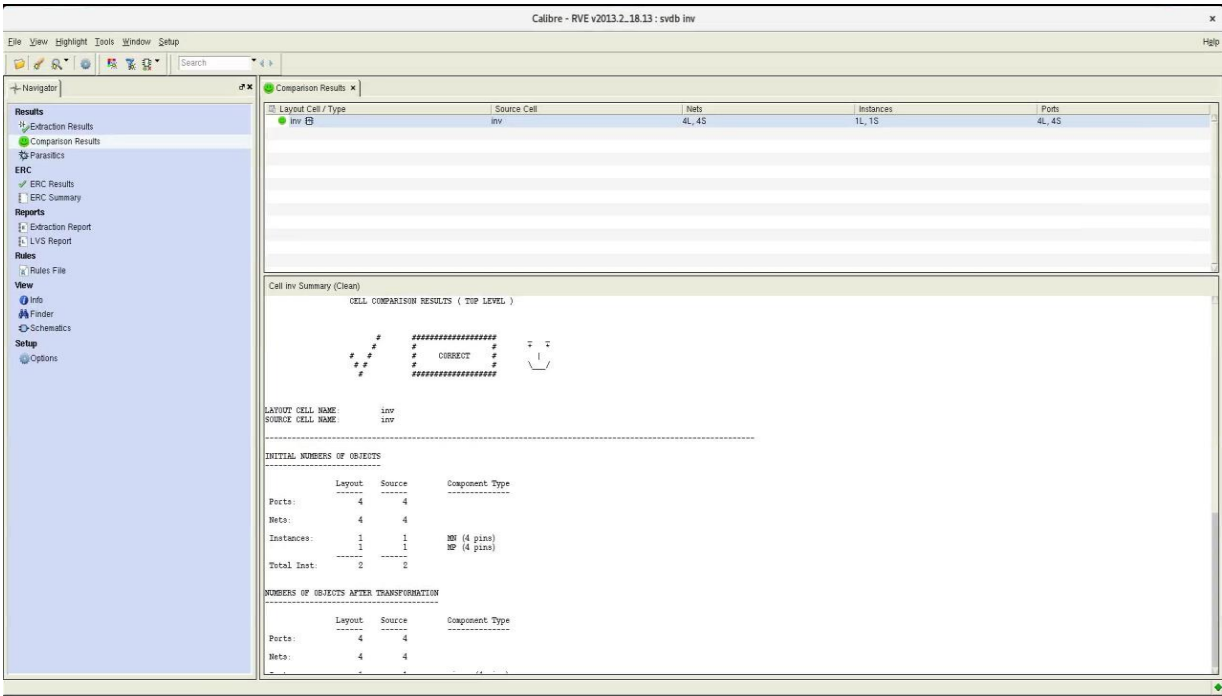 Calibre - RVE v2013.2_18.13 : svdb inv
x
File View Highlight Tools Window Setup
Help
Search
Navigator
Comparison Results x
Results
Extraction Results
Comparison Results
Parasitics
ERC
ERC Results
ERC Summary
Reports
Extraction Report
LVS Report
Rules
Rules File
View
Info
Finder
Schematics
Setup
Options
Layout Cell / Type Source Cell Nets Instances Ports
inv inv 4L, 4S 1L, 1S 4L, 4S
Cell inv Summary (Clean)
CELL COMPARISON RESULTS ( TOP LEVEL )
# ###################
# # #
# # # CORRECT #
# # # #
# ###################
LAYOUT CELL NAME: inv
SOURCE CELL NAME: inv
INITIAL NUMBERS OF OBJECTS
Layout Source Component Type
Ports: 4 4
Nets: 4 4
Instances: 1 1 MN (4 pins)
1 1 MP (4 pins)
Total Inst: 2 2
NUMBERS OF OBJECTS AFTER TRANSFORMATION
Layout Source Component Type
Ports: 4 4
Nets: 4 4